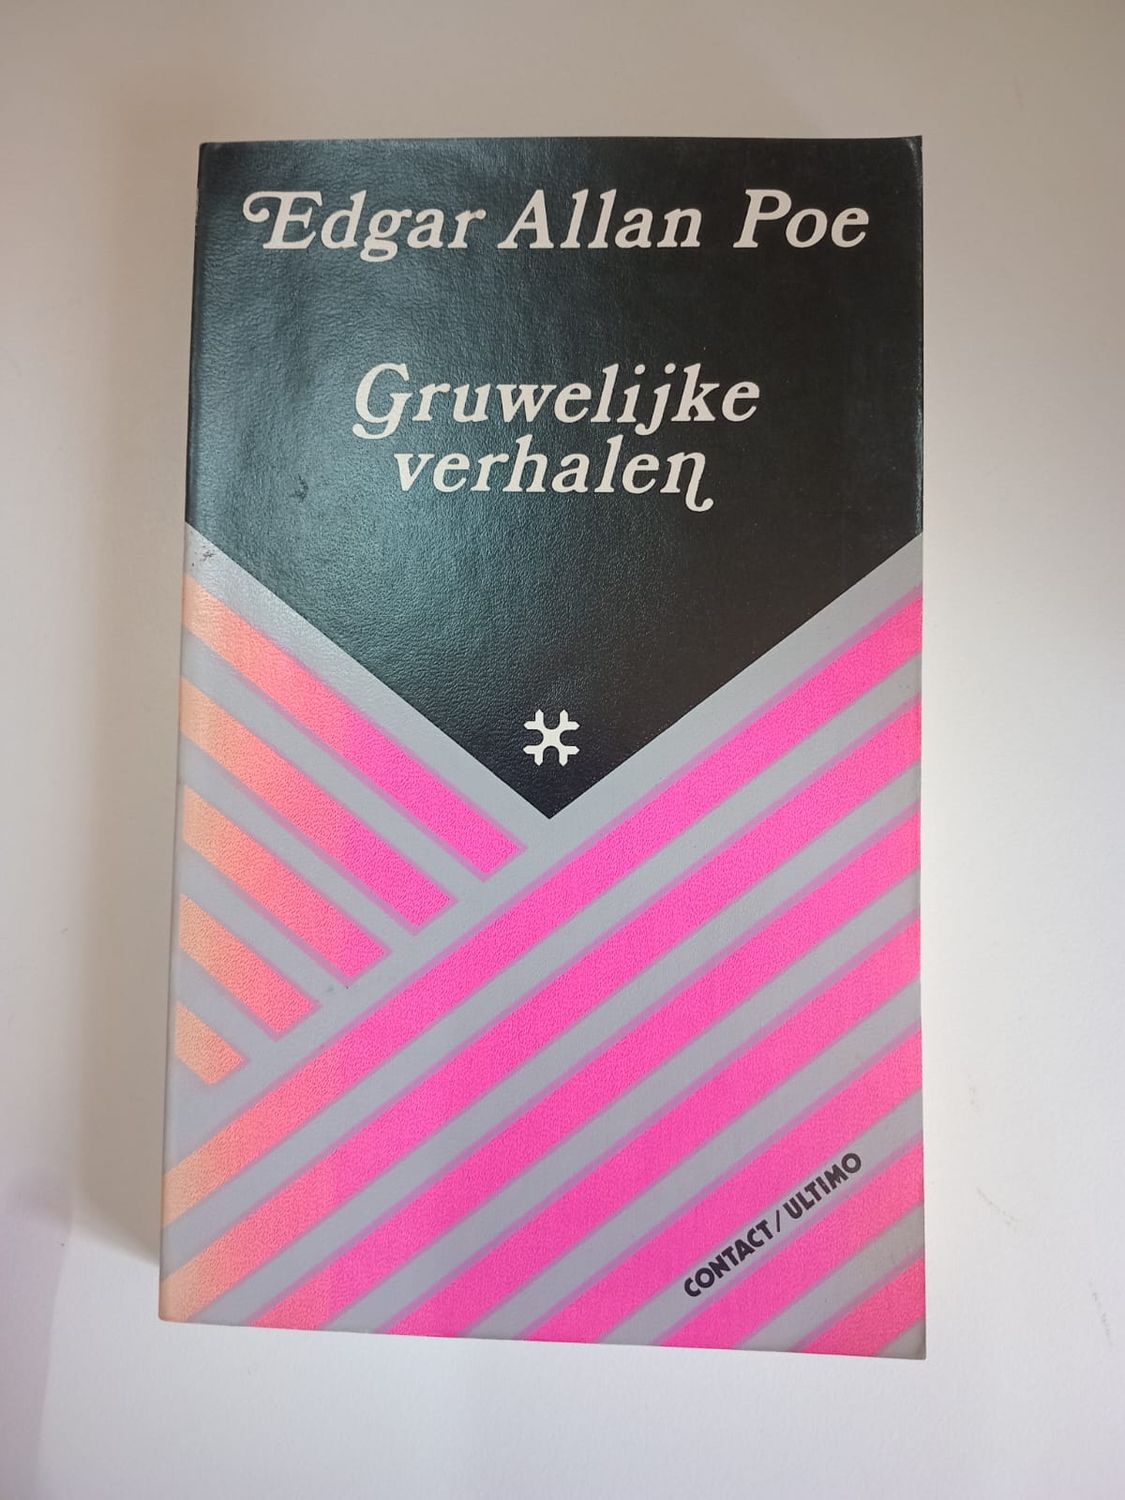 Edgar Allan Poe
Gruwelijke
verhalen
CONTACT / ULTIMO